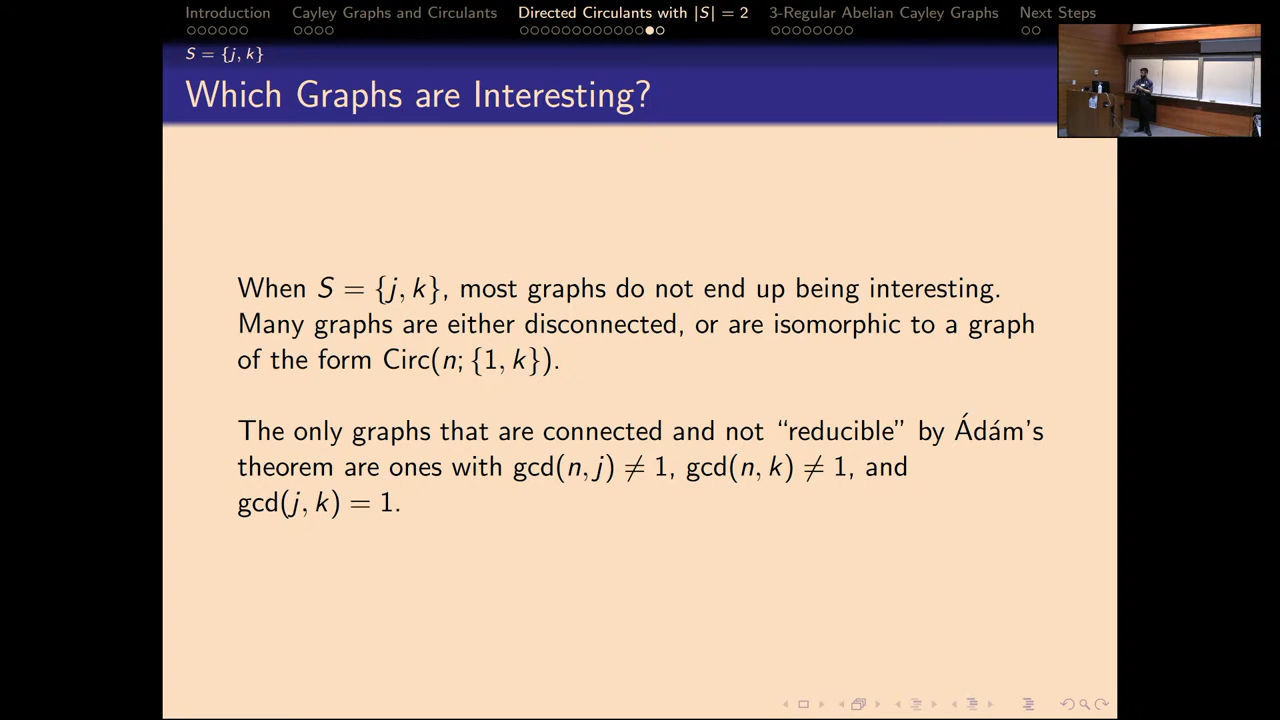 Introduction Cayley Graphs and Circulants Directed Circulants with |S| = 2 3-Regular Abelian Cayley Graphs Next Steps
S = {j, k}
Which Graphs are Interesting?
When S = {j, k}, most graphs do not end up being interesting.
Many graphs are either disconnected, or are isomorphic to a graph
of the form Circ(n; {1, k}).
The only graphs that are connected and not “reducible” by Ádám’s
theorem are ones with gcd(n, j) ≠ 1, gcd(n, k) ≠ 1, and
gcd(j, k) = 1.